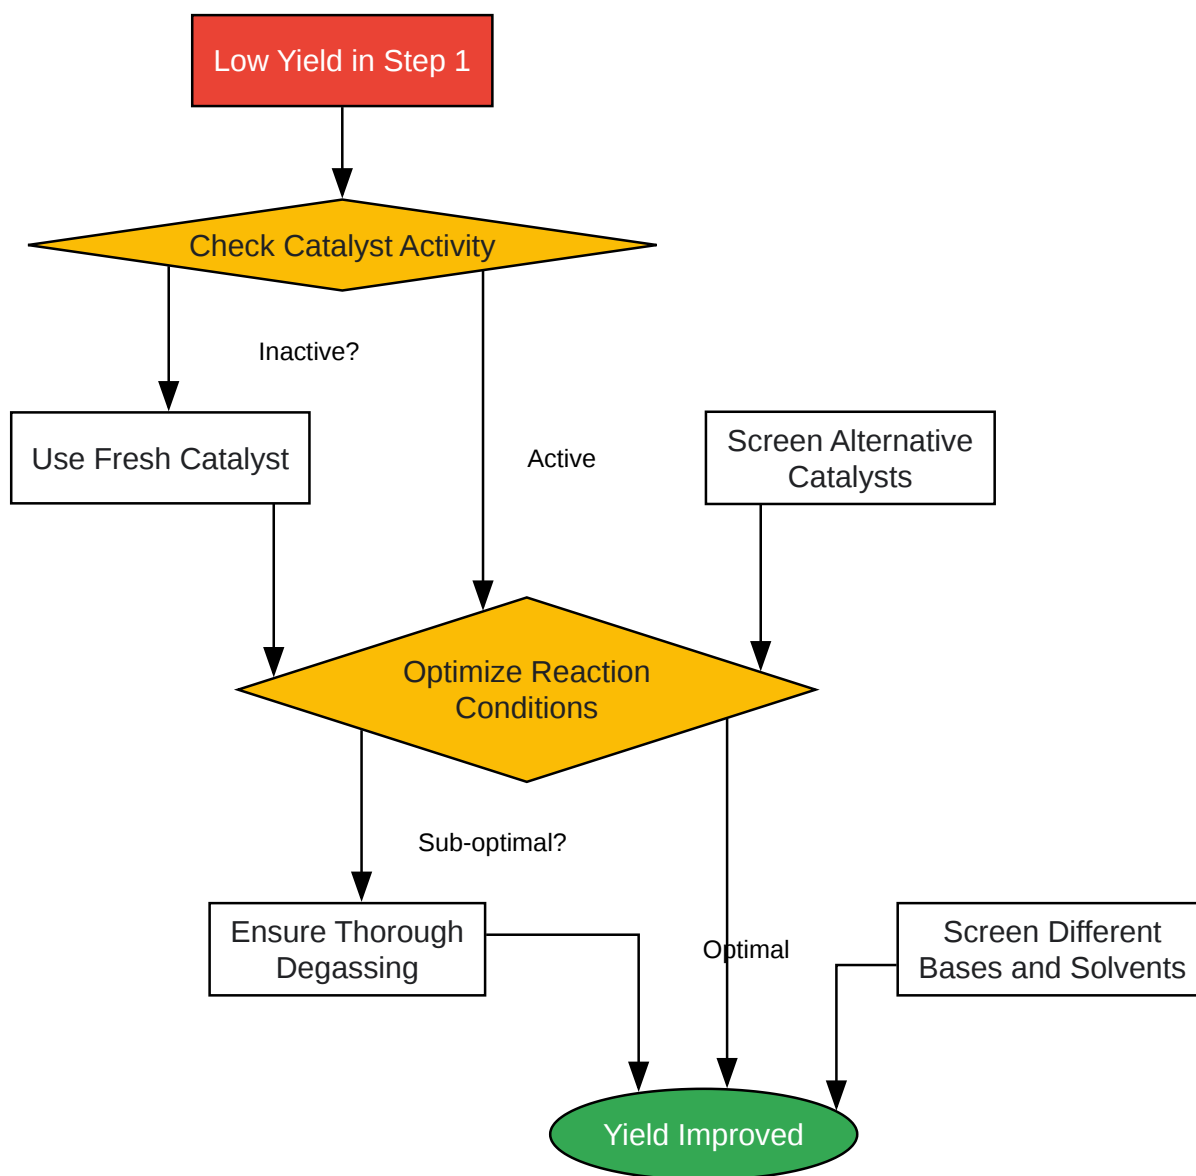 Low Yield in Step 1
Check Catalyst Activity
Inactive?
Use Fresh Catalyst
Active
Screen Alternative
Catalysts
Optimize Reaction
Conditions
Sub-optimal?
Ensure Thorough
Degassing
Optimal
Screen Different
Bases and Solvents
Yield Improved